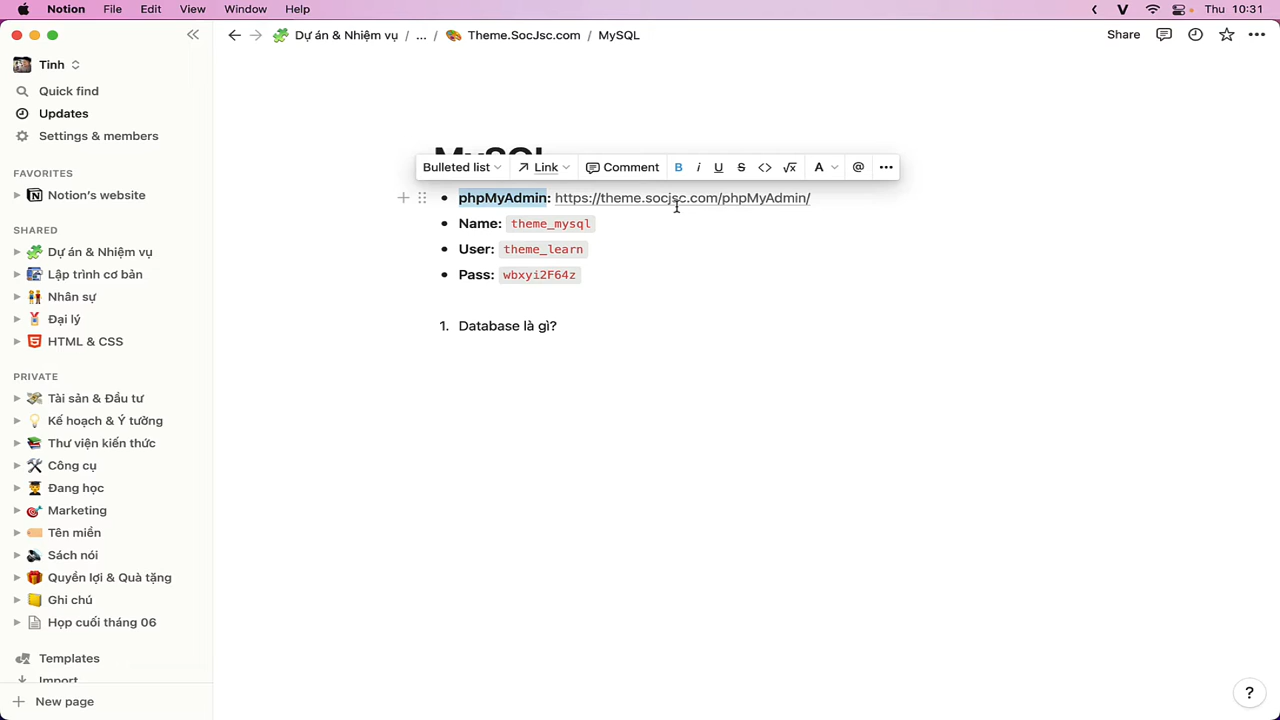 Notion File Edit View Window Help Thu 10:31
Dự án & Nhiệm vụ / ... / Theme.SocJsc.com / MySQL Share
Tinh
Quick find
Updates
Settings & members
FAVORITES
Notion's website
SHARED
Dự án & Nhiệm vụ
Lập trình cơ bản
Nhân sự
Đại lý
HTML & CSS
PRIVATE
Tài sản & Đầu tư
Kế hoạch & Ý tưởng
Thư viện kiến thức
Công cụ
Đang học
Marketing
Tên miền
Sách nói
Quyền lợi & Quà tặng
Ghi chú
Họp cuối tháng 06
Templates
Import
New page
MySQL
Bulleted list Link Comment B i U S <> √x A @ •••
• phpMyAdmin: https://theme.socjsc.com/phpMyAdmin/
• Name: theme_mysql
• User: theme_learn
• Pass: wbxyi2F64z
1. Database là gì?
?